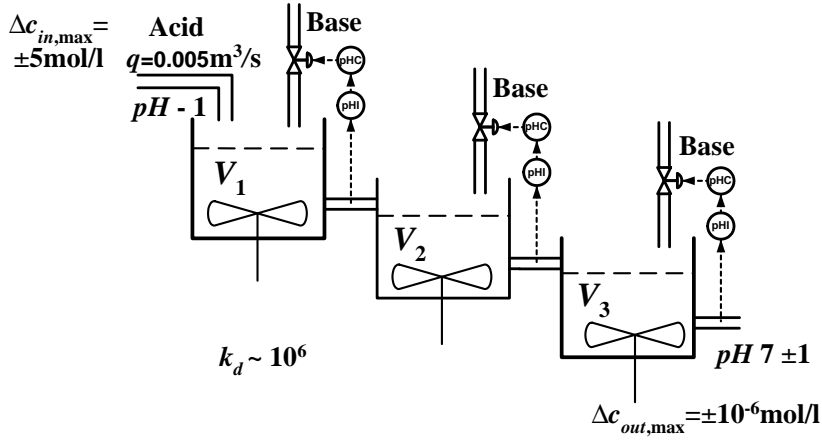 Δc_in,max= ±5mol/l
Acid
q=0.005m³/s
pH - 1
Base
pHC
pHI
V₁
Base
pHC
pHI
V₂
Base
pHC
pHI
V₃
k_d ~ 10⁶
pH 7 ±1
Δc_out,max=±10⁻⁶mol/l